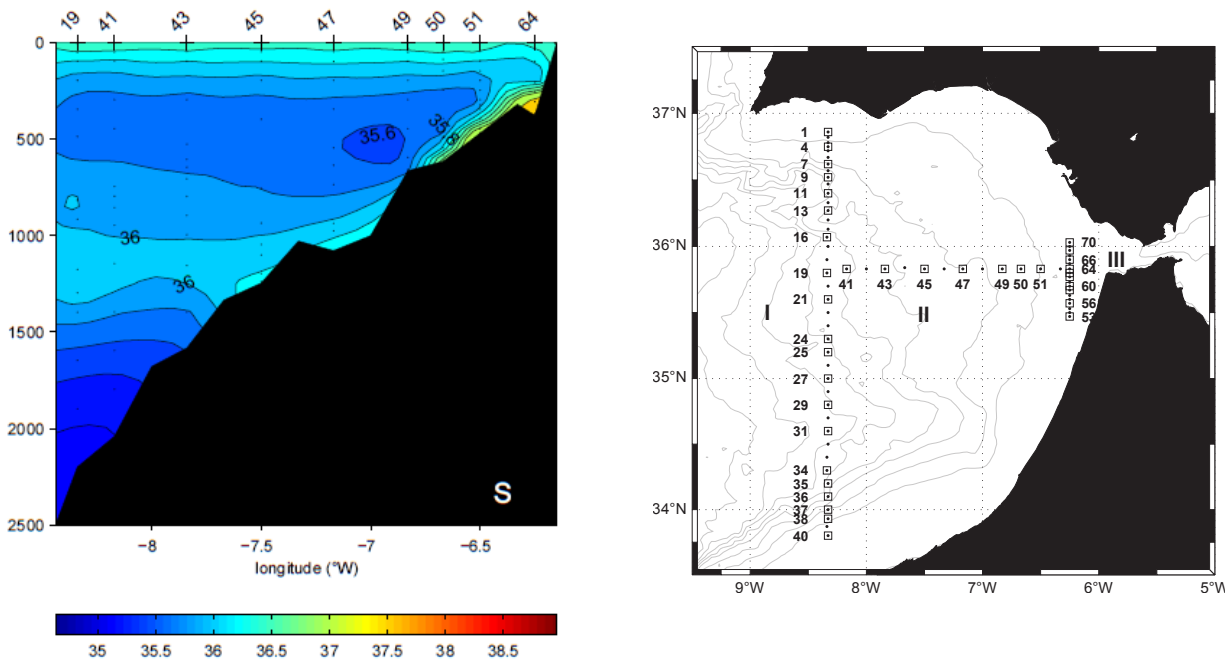 19 41 43 45 47 49 50 51 64
0
500
1000
1500
2000
2500
35.6
35.8
36
36
S
−8 −7.5 −7 −6.5
longitude (°W)
35 35.5 36 36.5 37 37.5 38 38.5
37°N
36°N
35°N
34°N
1
4
7
9
11
13
16
19
21
24
25
27
29
31
34
35
36
37
38
40
41 43 45 47 49 50 51
70
66
64
60
56
53
I
II
III
9°W 8°W 7°W 6°W 5°W